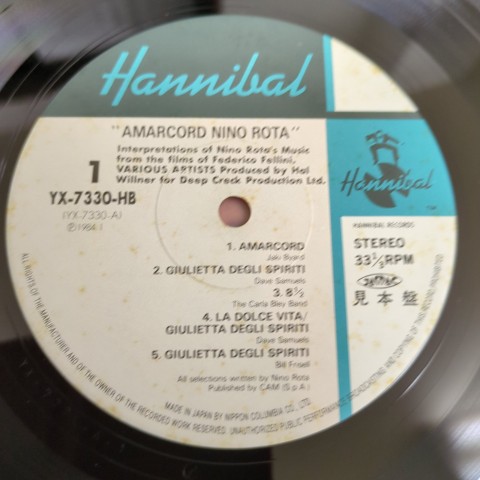 Hannibal
"AMARCORD NINO ROTA"
Interpretations of Nino Rota's Music
from the films of Federico Fellini.
VARIOUS ARTISTS Produced by Hal
Willner for Deep Creek Production Ltd.
1
YX-7330-HB
(YX-7330-A)
Ⓟ1984.1
Hannibal
HANNIBAL RECORDS
STEREO
33⅓RPM
見本盤
1. AMARCORD
Jaki Byard
2. GIULIETTA DEGLI SPIRITI
Dave Samuels
3. 8½
The Carla Bley Band
4. LA DOLCE VITA/
GIULIETTA DEGLI SPIRITI
Dave Samuels
5. GIULIETTA DEGLI SPIRITI
Bill Frisell
All selections written by Nino Rota
Published by CAM (S.p.A.)
MADE IN JAPAN BY NIPPON COLUMBIA CO., LTD.
ALL RIGHTS OF THE MANUFACTURER AND OF THE OWNER OF THE RECORDED WORK RESERVED. UNAUTHORIZED PUBLIC PERFORMANCE BROADCASTING AND COPYING OF THIS RECORD PROHIBITED